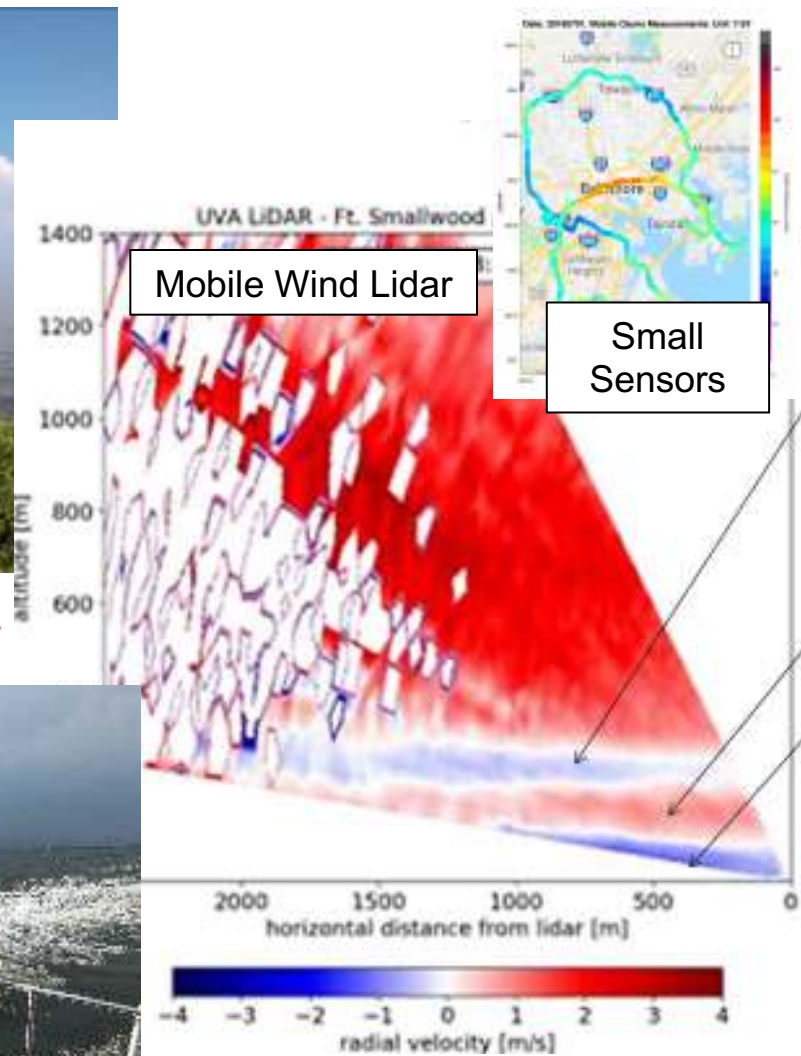 UVA LiDAR - Ft. Smallwood
Mobile Wind Lidar
Small
Sensors
Baltimore
1400
1200
1000
800
600
altitude [m]
2000
1500
1000
500
0
horizontal distance from lidar [m]
−4
−3
−2
−1
0
1
2
3
4
radial velocity [m/s]